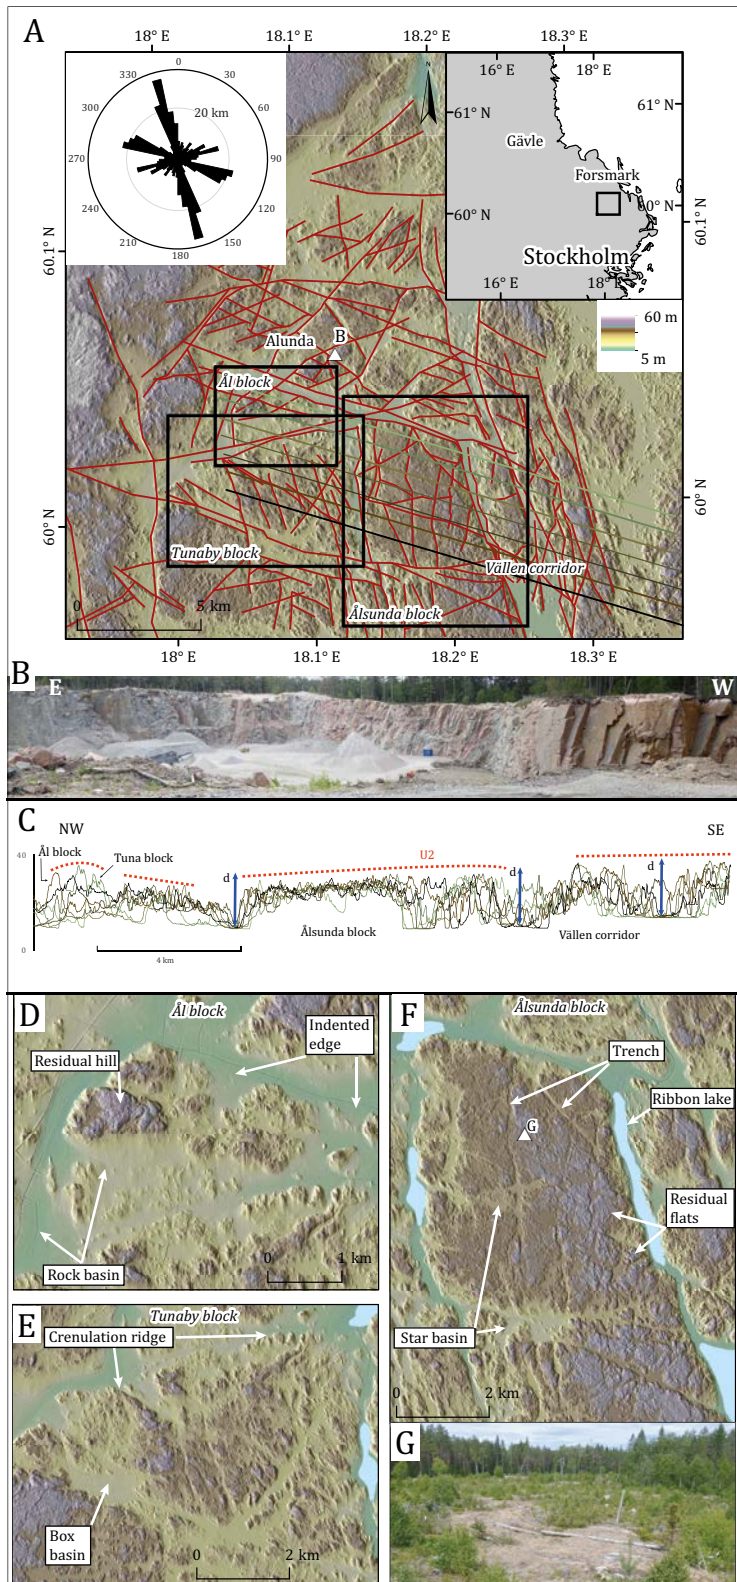 A
18° E
18.1° E
18.2° E
18.3° E
0
30
60
90
120
150
180
210
240
270
300
330
20 km
N
16° E
18° E
61° N
61° N
Gävle
Forsmark
60° N
60° N
Stockholm
16° E
18° E
60.1° N
60.1° N
60 m
5 m
Alunda
B
Ål block
60° N
60° N
Tunaby block
Vällen corridor
Ålsunda block
0
5 km
18° E
18.1° E
18.2° E
18.3° E
B
E
W
C
NW
SE
Ål block
Tuna block
U2
40
d
d
d
Ålsunda block
Vällen corridor
0
4 km
D
Ål block
Indented
edge
Residual hill
Rock basin
0
1 km
E
Tunaby block
Crenulation ridge
Box
basin
0
2 km
F
Ålsunda block
Trench
Ribbon lake
G
Residual
flats
Star basin
0
2 km
G